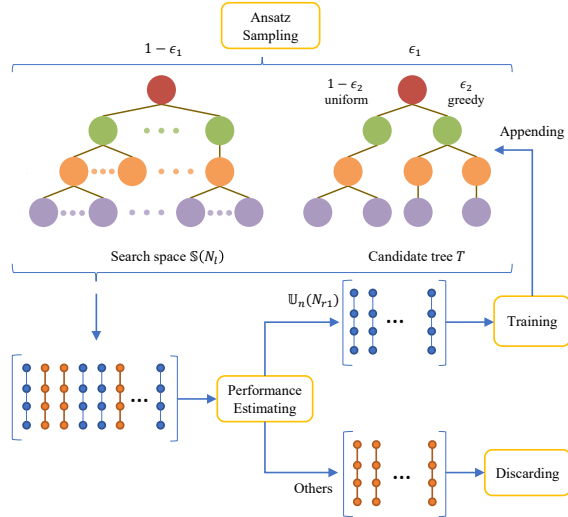 Ansatz
Sampling
1 − ϵ₁
ϵ₁
1 − ϵ₂
uniform
ϵ₂
greedy
Appending
Search space 𝕊(Nₗ)
Candidate tree T
𝕌ₙ(Nᵣ₁)
...
Training
...
Performance
Estimating
...
Others
Discarding